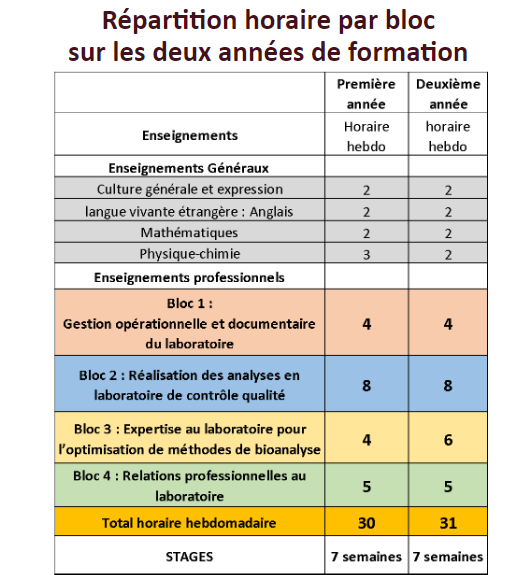 Répartition horaire par bloc
sur les deux années de formation
Première année Deuxième année
Enseignements Horaire hebdo horaire hebdo
Enseignements Généraux
Culture générale et expression 2 2
langue vivante étrangère : Anglais 2 2
Mathématiques 2 2
Physique-chimie 3 2
Enseignements professionnels
Bloc 1 :
Gestion opérationnelle et documentaire 4 4
du laboratoire
Bloc 2 : Réalisation des analyses en
laboratoire de contrôle qualité 8 8
Bloc 3 : Expertise au laboratoire pour
l'optimisation de méthodes de bioanalyse 4 6
Bloc 4 : Relations professionnelles au
laboratoire 5 5
Total horaire hebdomadaire 30 31
STAGES 7 semaines 7 semaines